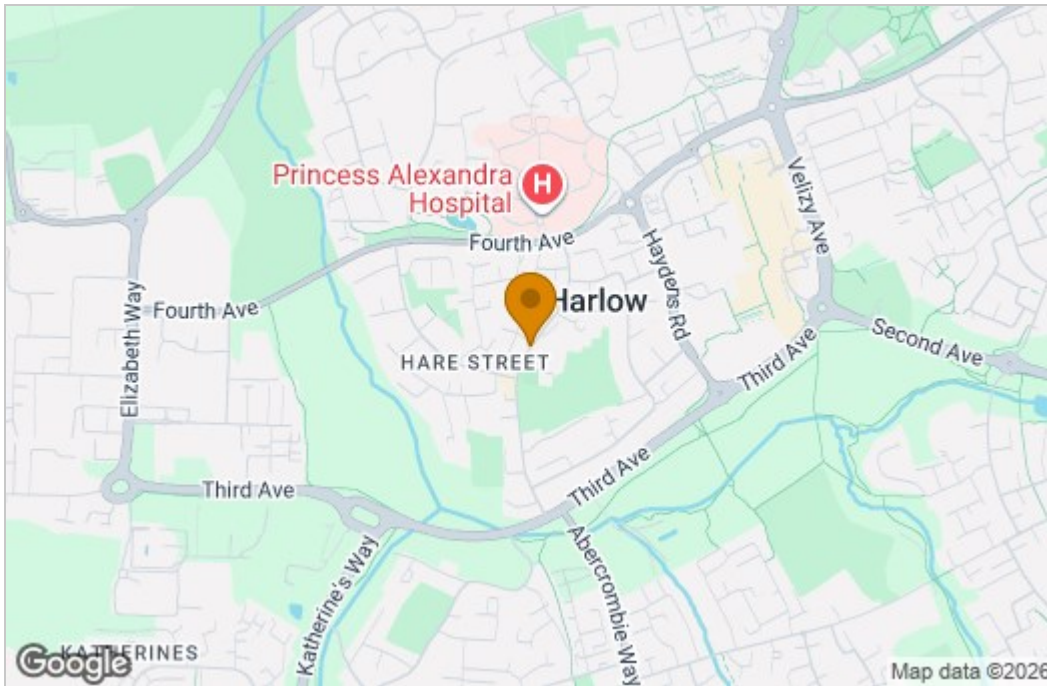 Princess Alexandra
Hospital
H
Fourth Ave
Velizy Ave
Haydens Rd
Fourth Ave
Elizabeth Way
Harlow
HARE STREET
Third Ave
Second Ave
Third Ave
Third Ave
Katherine's Way
Abercrombie Way
KATHERINES
Google
Map data ©2026